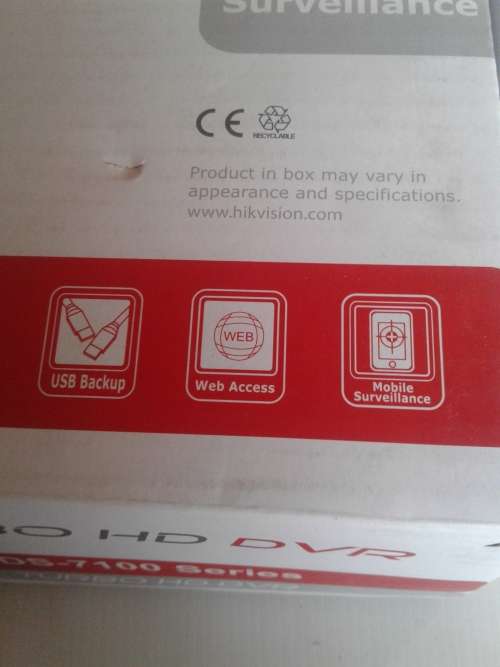 Surveillance
CE
RECYCLABLE
Product in box may vary in
appearance and specifications.
www.hikvision.com
WEB
USB Backup
Web Access
Mobile
Surveillance
BO HD DVR
DS-7100 Series